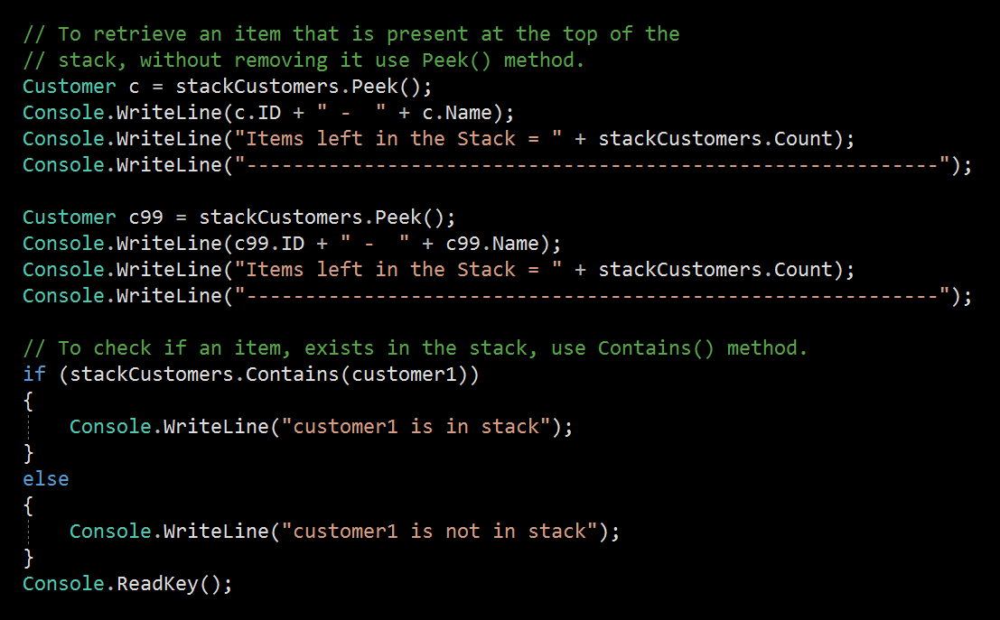 // To retrieve an item that is present at the top of the
// stack, without removing it use Peek() method.
Customer c = stackCustomers.Peek();
Console.WriteLine(c.ID + " -  " + c.Name);
Console.WriteLine("Items left in the Stack = " + stackCustomers.Count);
Console.WriteLine("-----------------------------------------------------------");

Customer c99 = stackCustomers.Peek();
Console.WriteLine(c99.ID + " -  " + c99.Name);
Console.WriteLine("Items left in the Stack = " + stackCustomers.Count);
Console.WriteLine("-----------------------------------------------------------");

// To check if an item, exists in the stack, use Contains() method.
if (stackCustomers.Contains(customer1))
{
    Console.WriteLine("customer1 is in stack");
}
else
{
    Console.WriteLine("customer1 is not in stack");
}
Console.ReadKey();